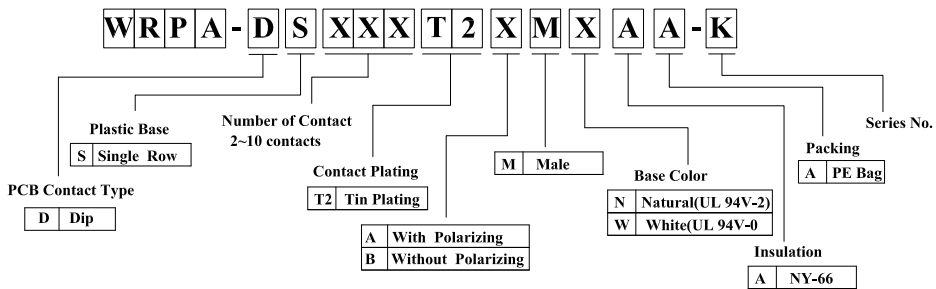 WRPA-DSXXXT2XMXAA-K
Number of Contact
2~10 contacts
Series No.
Plastic Base
S Single Row
M Male
Packing
A PE Bag
Contact Plating
T2 Tin Plating
Base Color
N Natural(UL 94V-2)
W White(UL 94V-0
PCB Contact Type
D Dip
A With Polarizing
B Without Polarizing
Insulation
A NY-66